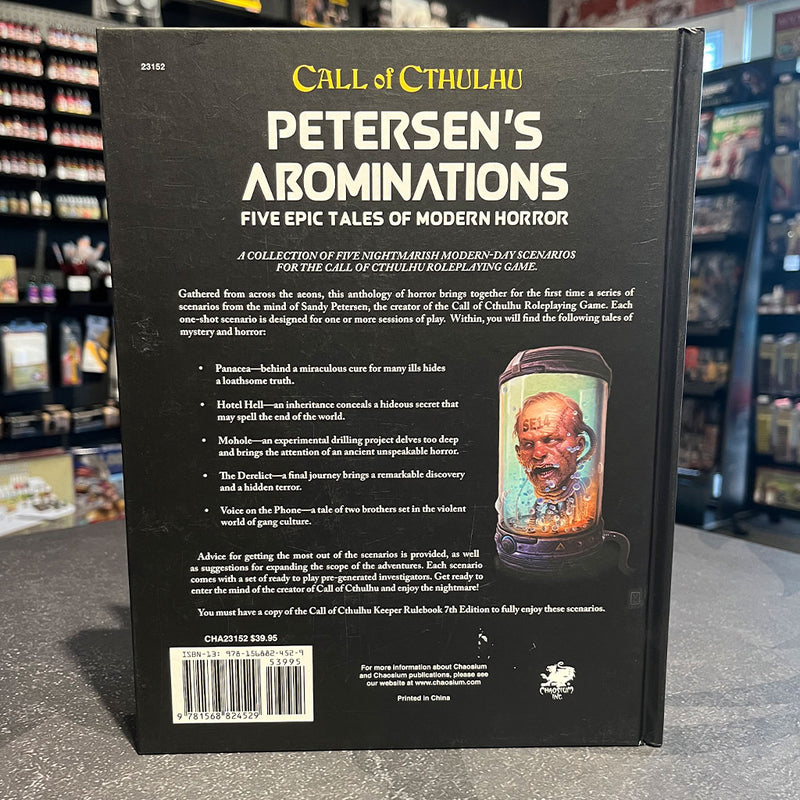 23152
CALL of CTHULHU
PETERSEN'S
ABOMINATIONS
FIVE EPIC TALES OF MODERN HORROR
A COLLECTION OF FIVE NIGHTMARISH MODERN-DAY SCENARIOS
FOR THE CALL OF CTHULHU ROLEPLAYING GAME.
Gathered from across the aeons, this anthology of horror brings together for the first time a series of
scenarios from the mind of Sandy Petersen, the creator of the Call of Cthulhu Roleplaying Game. Each
one-shot scenario is designed for one or more sessions of play. Within, you will find the following tales of
mystery and horror:
• Panacea—behind a miraculous cure for many ills hides
a loathsome truth.
• Hotel Hell—an inheritance conceals a hideous secret that
may spell the end of the world.
• Mohole—an experimental drilling project delves too deep
and brings the attention of an ancient unspeakable horror.
• The Derelict—a final journey brings a remarkable discovery
and a hidden terror.
• Voice on the Phone—a tale of two brothers set in the violent
world of gang culture.
SE14
Advice for getting the most out of the scenarios is provided, as well
as suggestions for expanding the scope of the adventures. Each scenario
comes with a set of ready to play pre-generated investigators. Get ready to
enter the mind of the creator of Call of Cthulhu and enjoy the nightmare!
You must have a copy of the Call of Cthulhu Keeper Rulebook 7th Edition to fully enjoy these scenarios.
CHA23152 $39.95
ISBN-13: 978-156882-452-9
53995
9 781568 824529
For more information about Chaosium
and Chaosium publications, please see
our website at www.chaosium.com
Printed in China
CHAOSIUM
INC.